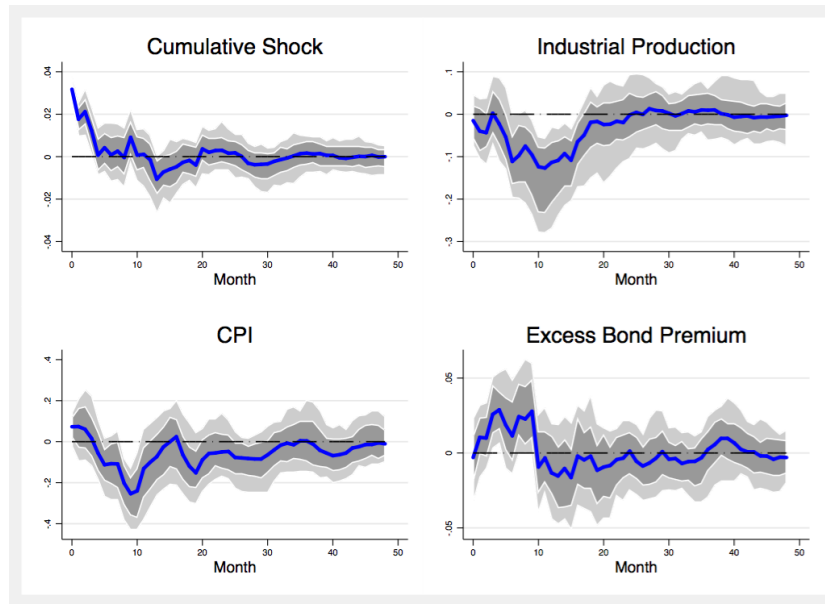 Cumulative Shock
.04
.02
0
-.02
-.04
0 10 20 30 40 50
Month
Industrial Production
.1
0
-.1
-.2
-.3
0 10 20 30 40 50
Month
CPI
.4
.2
0
-.2
-.4
0 10 20 30 40 50
Month
Excess Bond Premium
.05
0
-.05
0 10 20 30 40 50
Month